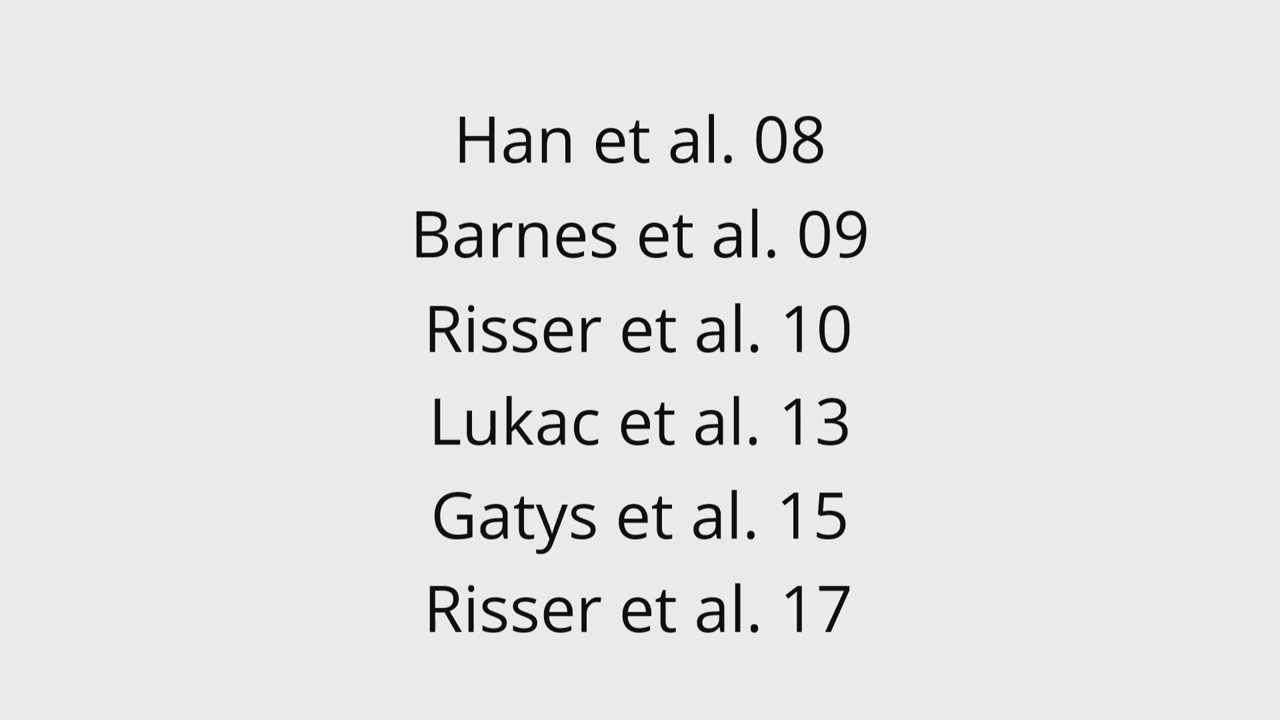 Han et al. 08
Barnes et al. 09
Risser et al. 10
Lukac et al. 13
Gatys et al. 15
Risser et al. 17